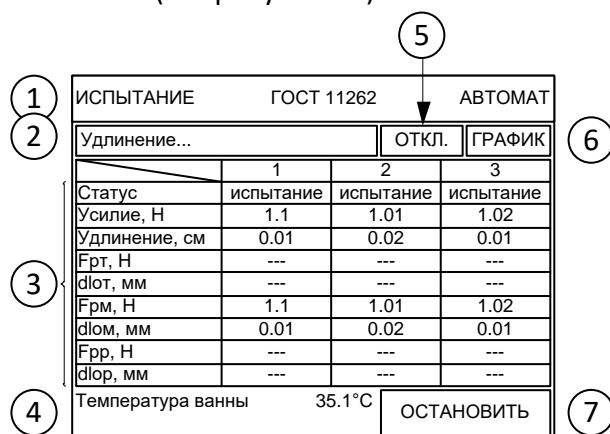 5
1 ИСПЫТАНИЕ ГОСТ 11262 АВТОМАТ
2 Удлинение... ОТКЛ. ГРАФИК 6
1 2 3
Статус испытание испытание испытание
Усилие, Н 1.1 1.01 1.02
Удлинение, см 0.01 0.02 0.01
Fрт, Н --- --- ---
3 dlот, мм --- --- ---
Fрм, Н 1.1 1.01 1.02
dlом, мм 0.01 0.02 0.01
Fрр, Н --- --- ---
dlор, мм --- --- ---
4 Температура ванны 35.1°C ОСТАНОВИТЬ 7